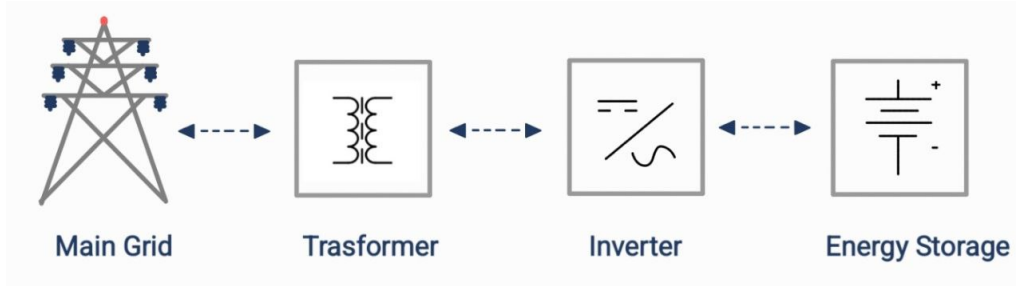 +
-
Main Grid
Trasformer
Inverter
Energy Storage